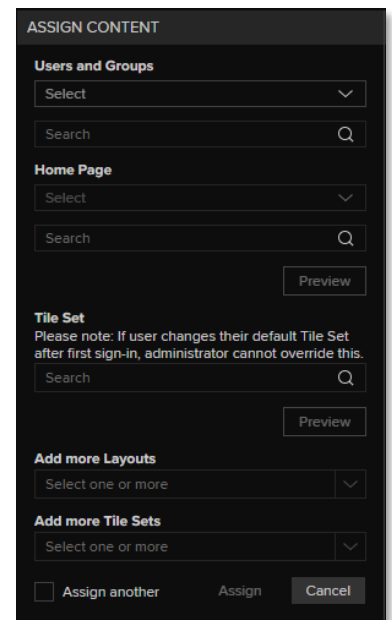 ASSIGN CONTENT
Users and Groups
Select
Search
Home Page
Select
Search
Preview
Tile Set
Please note: If user changes their default Tile Set
after first sign-in, administrator cannot override this.
Search
Preview
Add more Layouts
Select one or more
Add more Tile Sets
Select one or more
Assign another Assign Cancel